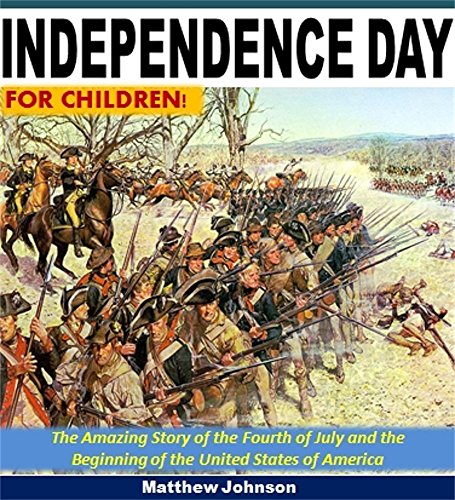 INDEPENDENCE DAY
FOR CHILDREN!
The Amazing Story of the Fourth of July and the
Beginning of the United States of America
Matthew Johnson